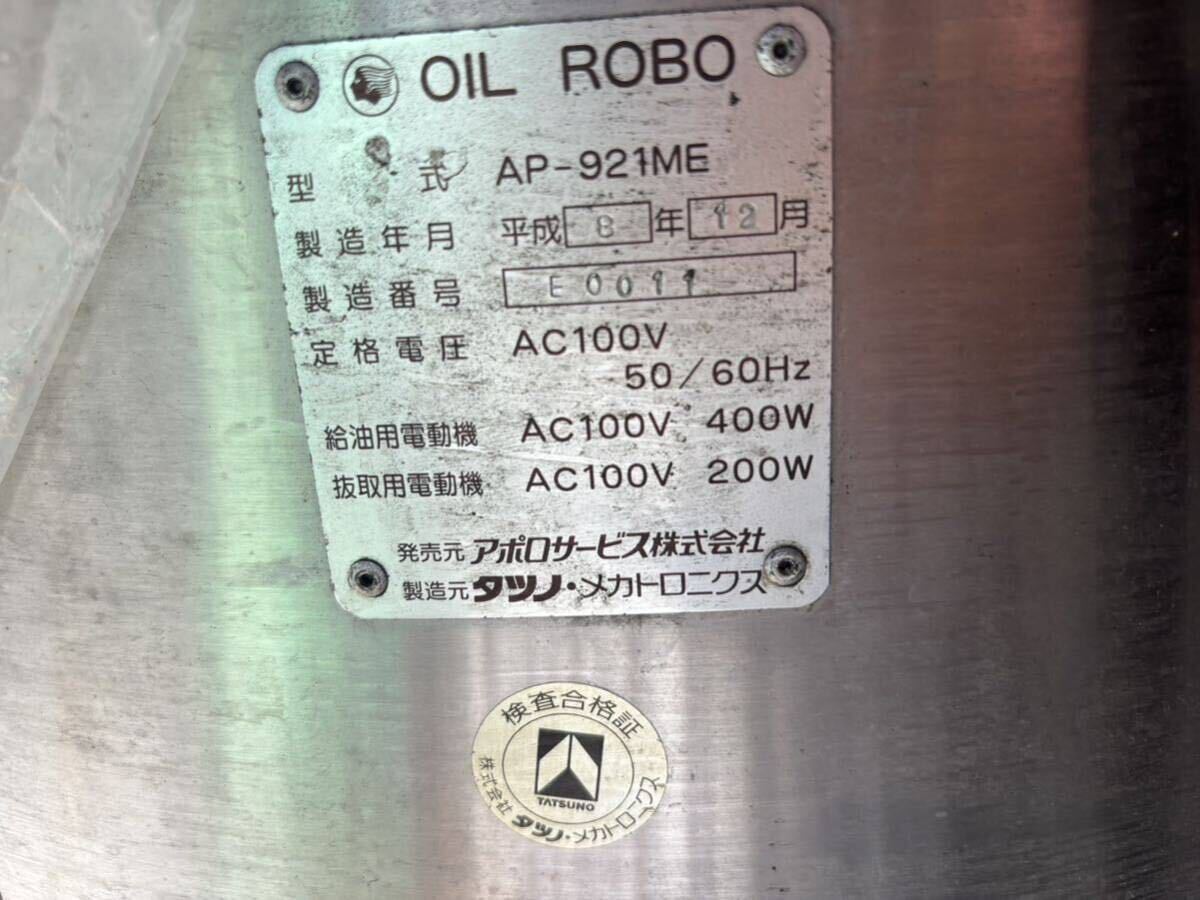 OIL ROBO
型式 AP-921ME
製造年月 平成 8 年 12 月
製造番号 E0011
定格電圧 AC100V
50/60Hz
給油用電動機 AC100V 400W
抜取用電動機 AC100V 200W
発売元 アポロサービス株式会社
製造元 タツノ・メカトロニクス
検査合格証
TATSUNO
株式会社 タツノ・メカトロニクス